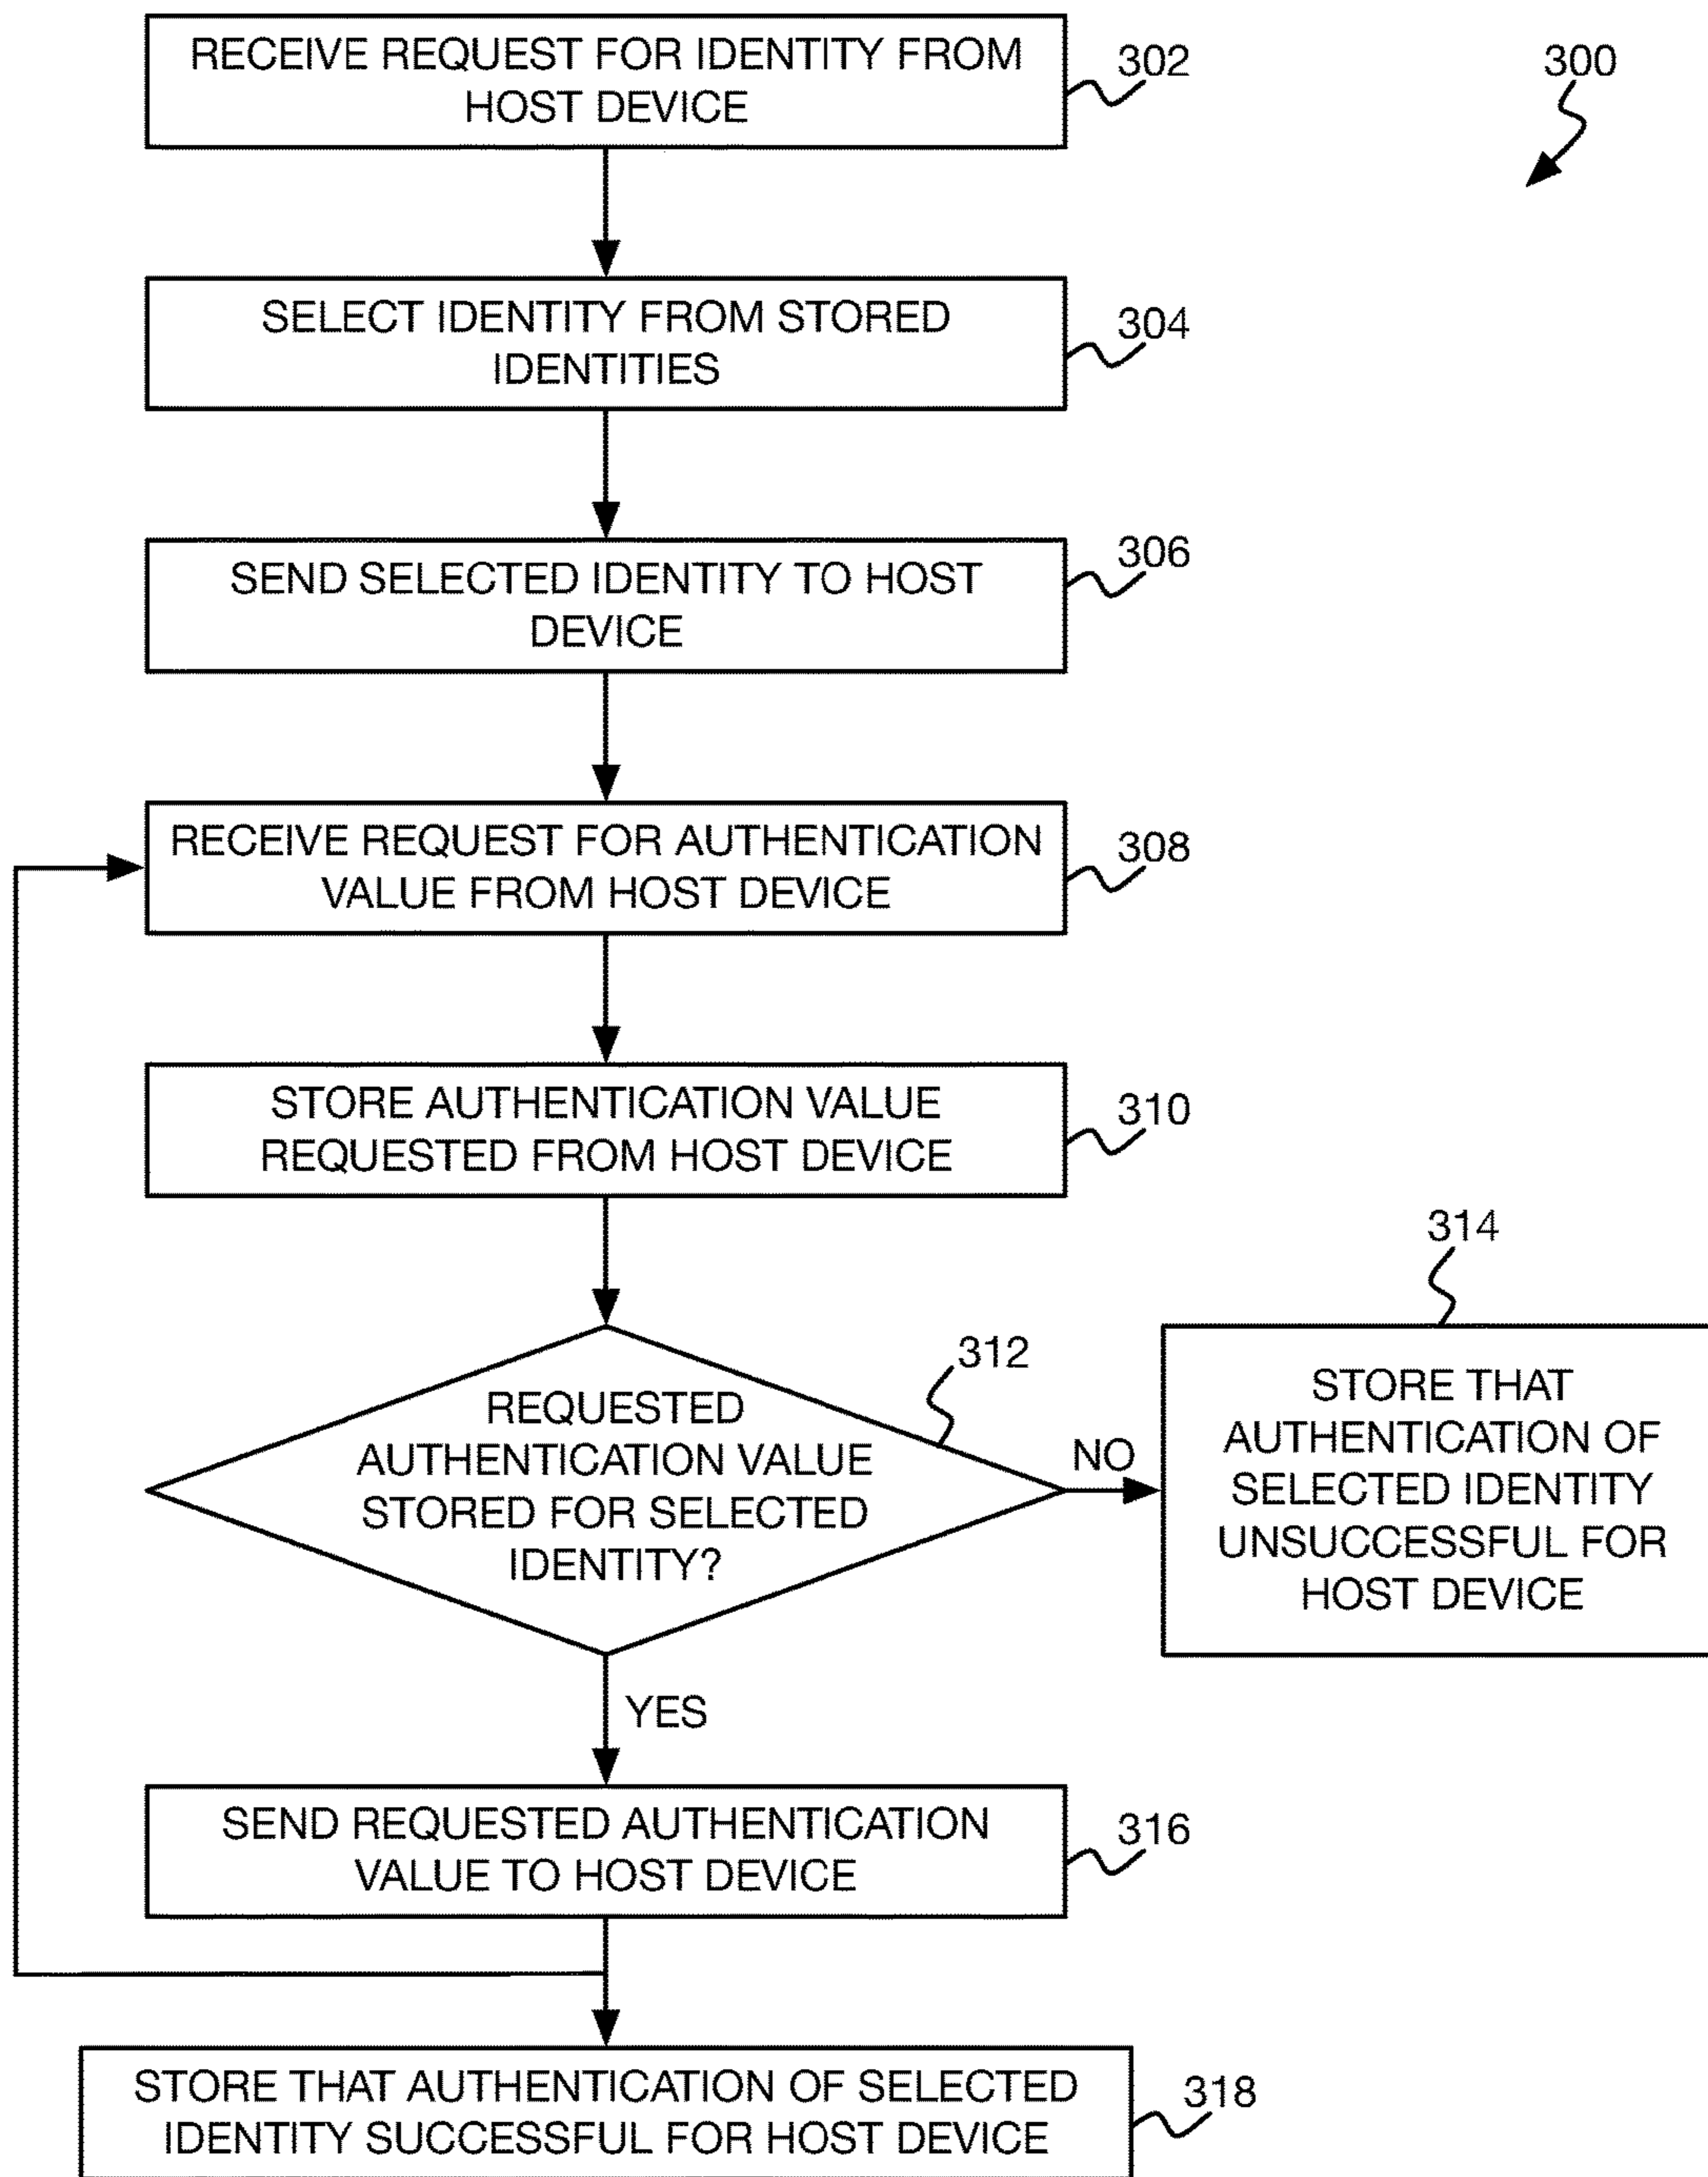 RECEIVE REQUEST FOR IDENTITY FROM
HOST DEVICE
302
300
SELECT IDENTITY FROM STORED
IDENTITIES
304
SEND SELECTED IDENTITY TO HOST
DEVICE
306
RECEIVE REQUEST FOR AUTHENTICATION
VALUE FROM HOST DEVICE
308
STORE AUTHENTICATION VALUE
REQUESTED FROM HOST DEVICE
310
REQUESTED
AUTHENTICATION VALUE
STORED FOR SELECTED
IDENTITY?
312
NO
314
STORE THAT
AUTHENTICATION OF
SELECTED IDENTITY
UNSUCCESSFUL FOR
HOST DEVICE
YES
SEND REQUESTED AUTHENTICATION
VALUE TO HOST DEVICE
316
STORE THAT AUTHENTICATION OF SELECTED
IDENTITY SUCCESSFUL FOR HOST DEVICE
318